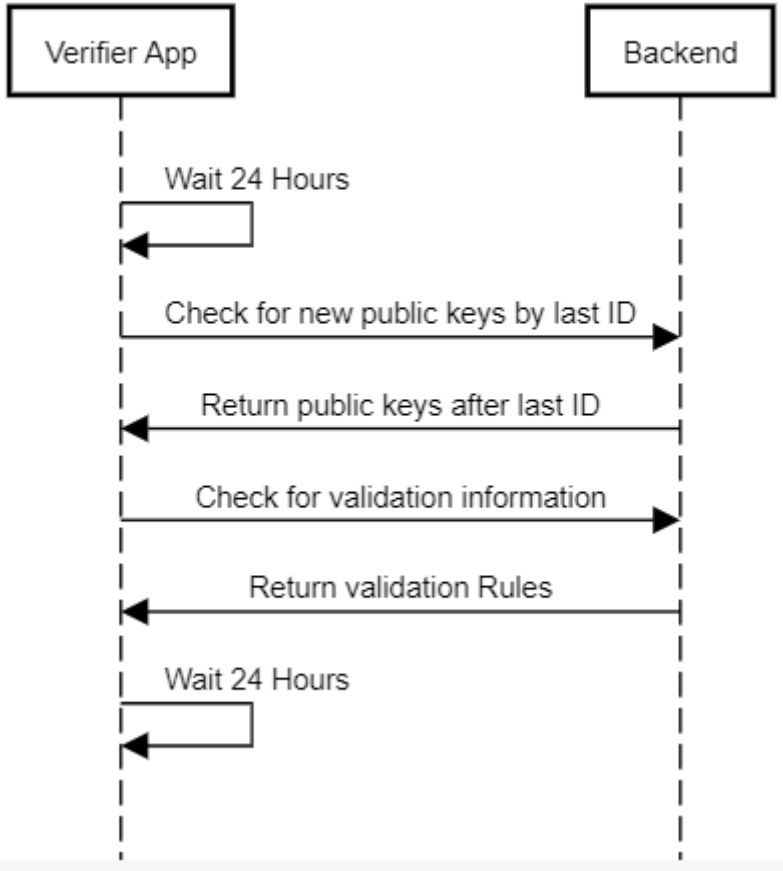 Verifier App
Backend
Wait 24 Hours
Check for new public keys by last ID
Return public keys after last ID
Check for validation information
Return validation Rules
Wait 24 Hours